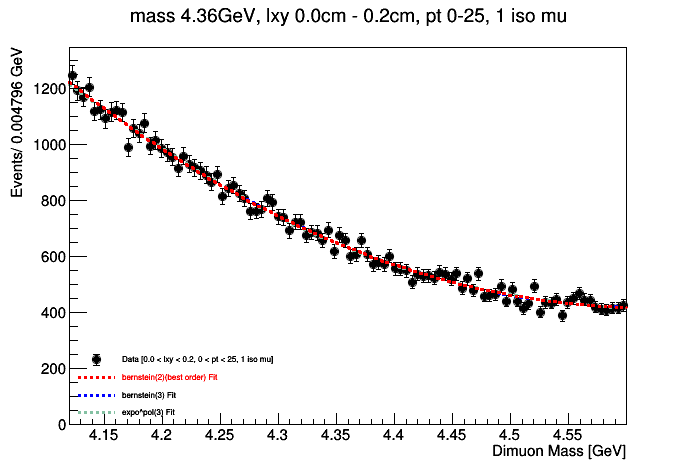 mass 4.36GeV, lxy 0.0cm - 0.2cm, pt 0-25, 1 iso mu
Events/ 0.004796 GeV
1200
1000
800
600
400
200
0
Data [0.0 < lxy < 0.2, 0 < pt < 25, 1 iso mu]
bernstein(2)(best order) Fit
bernstein(3) Fit
expo^pol(3) Fit
4.15 4.2 4.25 4.3 4.35 4.4 4.45 4.5 4.55
Dimuon Mass [GeV]